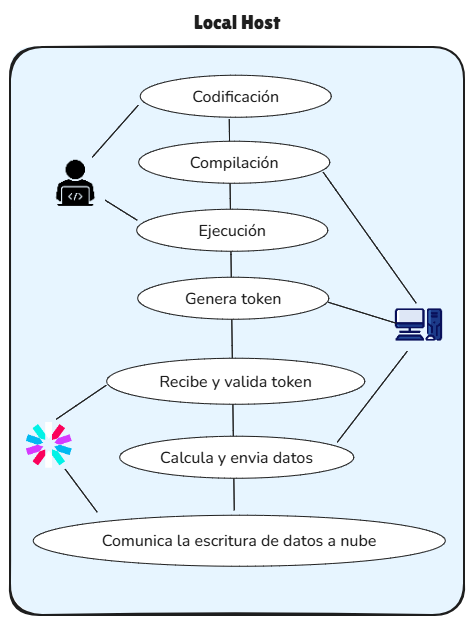 Local Host
Codificación
Compilación
Ejecución
Genera token
Recibe y valida token
Calcula y envia datos
Comunica la escritura de datos a nube